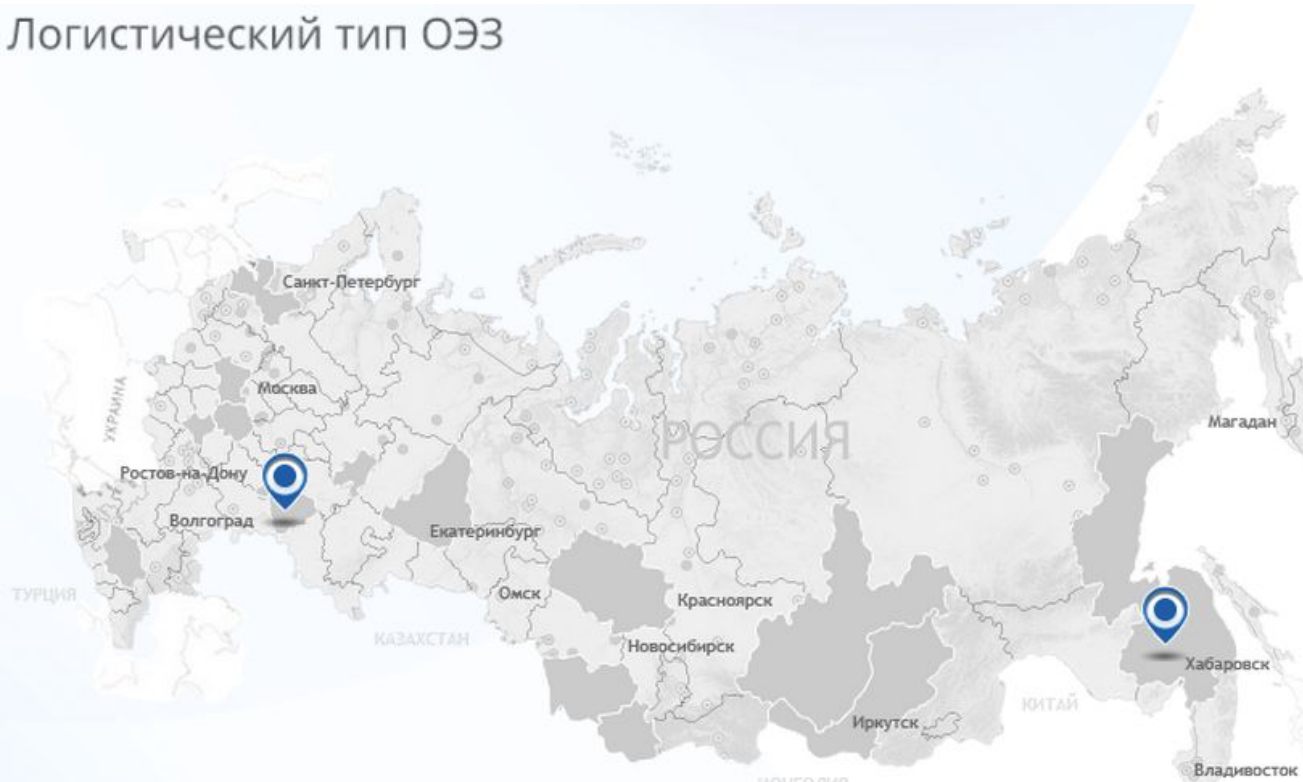 Логистический тип ОЭЗ
Санкт-Петербург
Москва
УКРАИНА
РОССИЯ
Магадан
Ростов-на-Дону
Волгоград
Екатеринбург
ТУРЦИЯ
Омск
Красноярск
КАЗАХСТАН
Новосибирск
Хабаровск
КИТАЙ
Иркутск
Владивосток
МОНГОЛИЯ